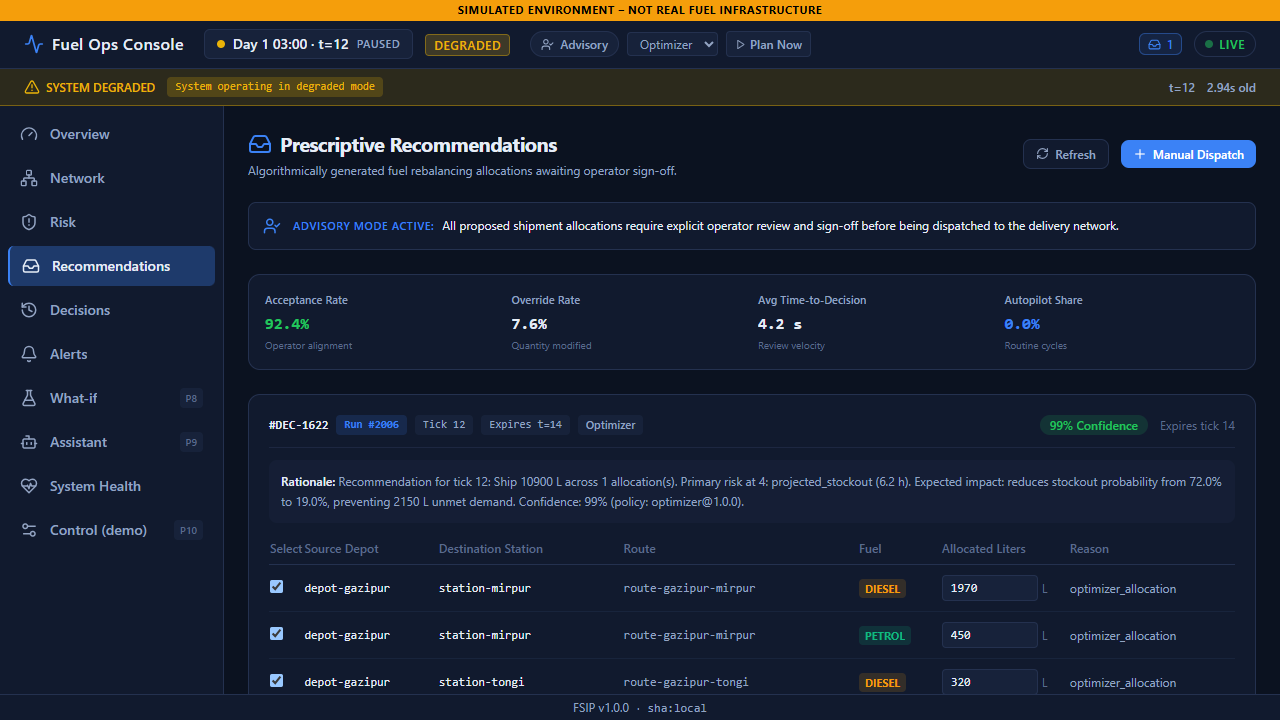 SIMULATED ENVIRONMENT – NOT REAL FUEL INFRASTRUCTURE
Fuel Ops Console
Day 1 03:00 · t=12 PAUSED
DEGRADED
Advisory
Optimizer
Plan Now
1
LIVE
SYSTEM DEGRADED
System operating in degraded mode
t=12 2.94s old
Overview
Network
Risk
Recommendations
Decisions
Alerts
What-if P8
Assistant P9
System Health
Control (demo) P10
Prescriptive Recommendations
Algorithmically generated fuel rebalancing allocations awaiting operator sign-off.
Refresh
Manual Dispatch
ADVISORY MODE ACTIVE: All proposed shipment allocations require explicit operator review and sign-off before being dispatched to the delivery network.
Acceptance Rate
92.4%
Operator alignment
Override Rate
7.6%
Quantity modified
Avg Time-to-Decision
4.2 s
Review velocity
Autopilot Share
0.0%
Routine cycles
#DEC-1622 Run #2006 Tick 12 Expires t=14 Optimizer 99% Confidence Expires tick 14
Rationale: Recommendation for tick 12: Ship 10900 L across 1 allocation(s). Primary risk at 4: projected_stockout (6.2 h). Expected impact: reduces stockout probability from 72.0%
to 19.0%, preventing 2150 L unmet demand. Confidence: 99% (policy: optimizer@1.0.0).
Select Source Depot Destination Station Route Fuel Allocated Liters Reason
depot-gazipur station-mirpur route-gazipur-mirpur DIESEL 1970 L optimizer_allocation
depot-gazipur station-mirpur route-gazipur-mirpur PETROL 450 L optimizer_allocation
depot-gazipur station-tongi route-gazipur-tongi DIESEL 320 L optimizer_allocation
FSIP v1.0.0 · sha:local